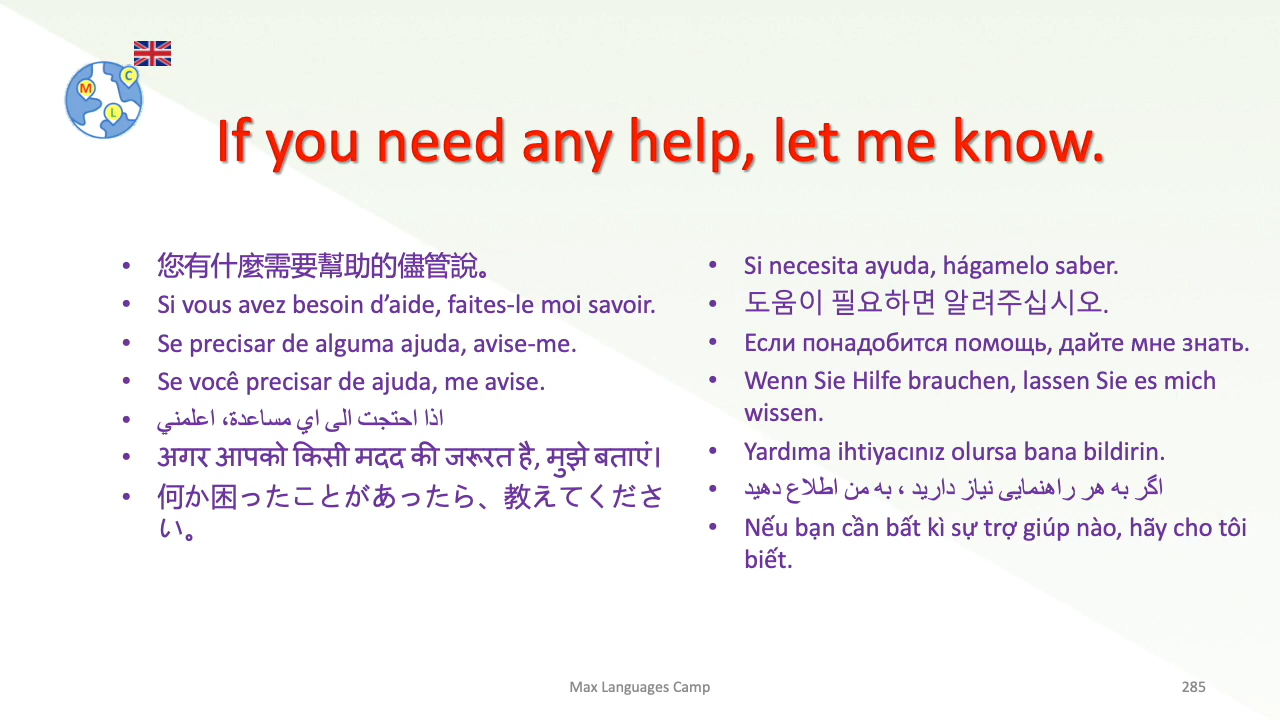 M
C
L
If you need any help, let me know.
您有什麼需要幫助的儘管說。
Si vous avez besoin d’aide, faites-le moi savoir.
Se precisar de alguma ajuda, avise-me.
Se você precisar de ajuda, me avise.
اذا احتجت الى اي مساعدة، اعلمني
अगर आपको किसी मदद की जरूरत है, मुझे बताएं।
何か困ったことがあったら、教えてくださ
い。
Si necesita ayuda, hágamelo saber.
도움이 필요하면 알려주십시오.
Если понадобится помощь, дайте мне знать.
Wenn Sie Hilfe brauchen, lassen Sie es mich
wissen.
Yardıma ihtiyacınız olursa bana bildirin.
اگر به هر راهنمایی نیاز دارید ، به من اطلاع دهید
Nếu bạn cần bất kì sự trợ giúp nào, hãy cho tôi
biết.
Max Languages Camp
285